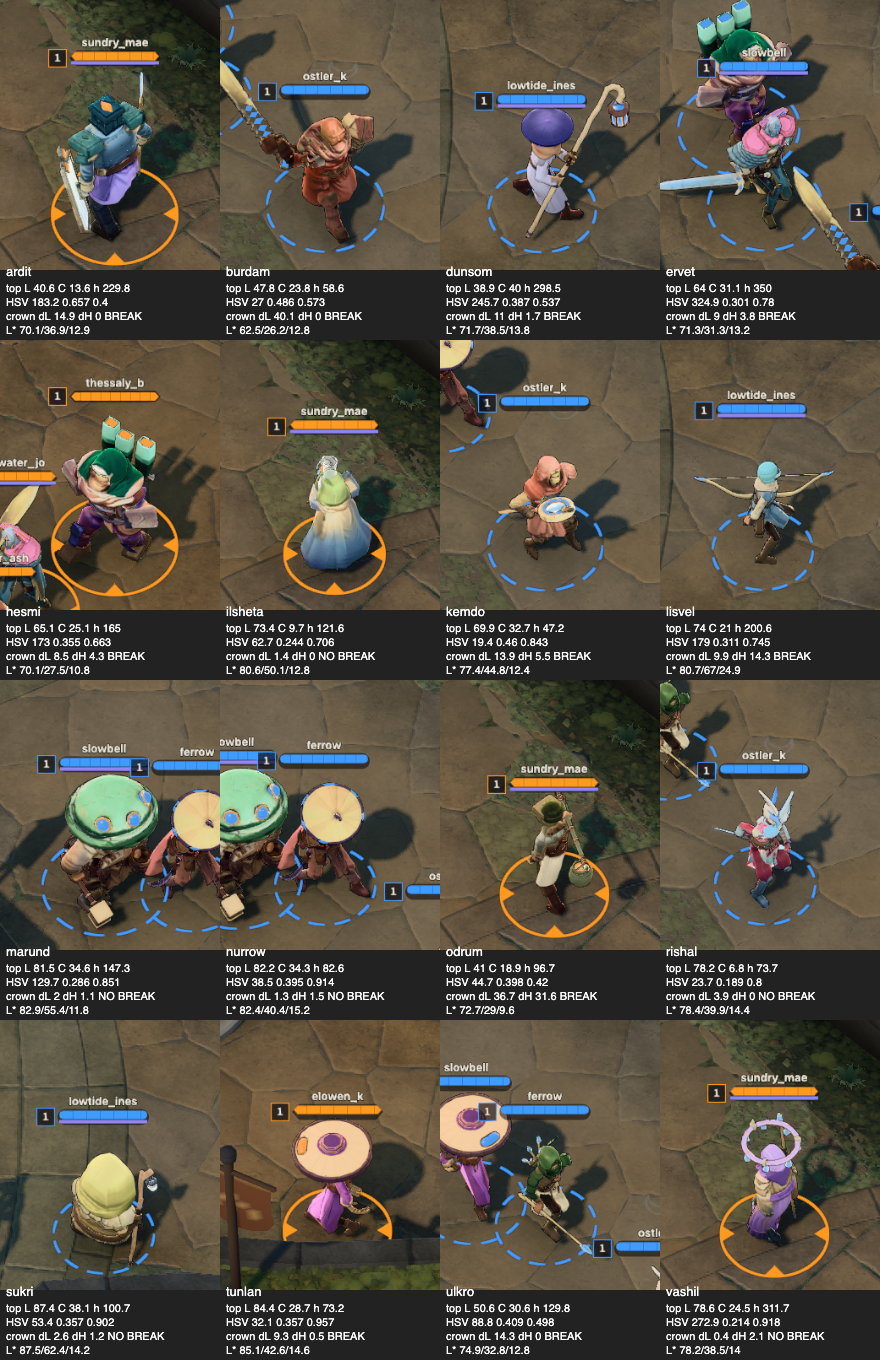 sundry_mae
1
ostler_k
1
lowtide_ines
1
slowbell
1
1
ardit
top L 40.6 C 13.6 h 229.8
HSV 183.2 0.657 0.4
crown dL 14.9 dH 0 BREAK
L* 70.1/36.9/12.9
burdam
top L 47.8 C 23.8 h 58.6
HSV 27 0.486 0.573
crown dL 40.1 dH 0 BREAK
L* 62.5/26.2/12.8
dunsom
top L 38.9 C 40 h 298.5
HSV 245.7 0.387 0.537
crown dL 11 dH 1.7 BREAK
L* 71.7/38.5/13.8
ervet
top L 64 C 31.1 h 350
HSV 324.9 0.301 0.78
crown dL 9 dH 3.8 BREAK
L* 71.3/31.3/13.2
thessaly_b
1
water_jo
r_ash
sundry_mae
1
ostler_k
1
lowtide_ines
1
hesmi
top L 65.1 C 25.1 h 165
HSV 173 0.355 0.663
crown dL 8.5 dH 4.3 BREAK
L* 70.1/27.5/10.8
ilsheta
top L 73.4 C 9.7 h 121.6
HSV 62.7 0.244 0.706
crown dL 1.4 dH 0 NO BREAK
L* 80.6/50.1/12.8
kemdo
top L 69.9 C 32.7 h 47.2
HSV 19.4 0.46 0.843
crown dL 13.9 dH 5.5 BREAK
L* 77.4/44.8/12.4
lisvel
top L 74 C 21 h 200.6
HSV 179 0.311 0.745
crown dL 9.9 dH 14.3 BREAK
L* 80.7/67/24.9
slowbell
1
ferrow
1
owbell
1
ferrow
1
os
sundry_mae
1
ostler_k
1
marund
top L 81.5 C 34.6 h 147.3
HSV 129.7 0.286 0.851
crown dL 2 dH 1.1 NO BREAK
L* 82.9/55.4/11.8
nurrow
top L 82.2 C 34.3 h 82.6
HSV 38.5 0.395 0.914
crown dL 1.3 dH 1.5 NO BREAK
L* 82.4/40.4/15.2
odrum
top L 41 C 18.9 h 96.7
HSV 44.7 0.398 0.42
crown dL 36.7 dH 31.6 BREAK
L* 72.7/29/9.6
rishal
top L 78.2 C 6.8 h 73.7
HSV 23.7 0.189 0.8
crown dL 3.9 dH 0 NO BREAK
L* 78.4/39.9/14.4
lowtide_ines
1
elowen_k
1
slowbell
ferrow
1
1
ostl
sundry_mae
1
sukri
top L 87.4 C 38.1 h 100.7
HSV 53.4 0.357 0.902
crown dL 2.6 dH 1.2 NO BREAK
L* 87.5/62.4/14.2
tunlan
top L 84.4 C 28.7 h 73.2
HSV 32.1 0.357 0.957
crown dL 9.3 dH 0.5 BREAK
L* 85.1/42.6/14.6
ulkro
top L 50.6 C 30.6 h 129.8
HSV 88.8 0.409 0.498
crown dL 14.3 dH 0 BREAK
L* 74.9/32.8/12.8
vashil
top L 78.6 C 24.5 h 311.7
HSV 272.9 0.214 0.918
crown dL 0.4 dH 2.1 NO BREAK
L* 78.2/38.5/14